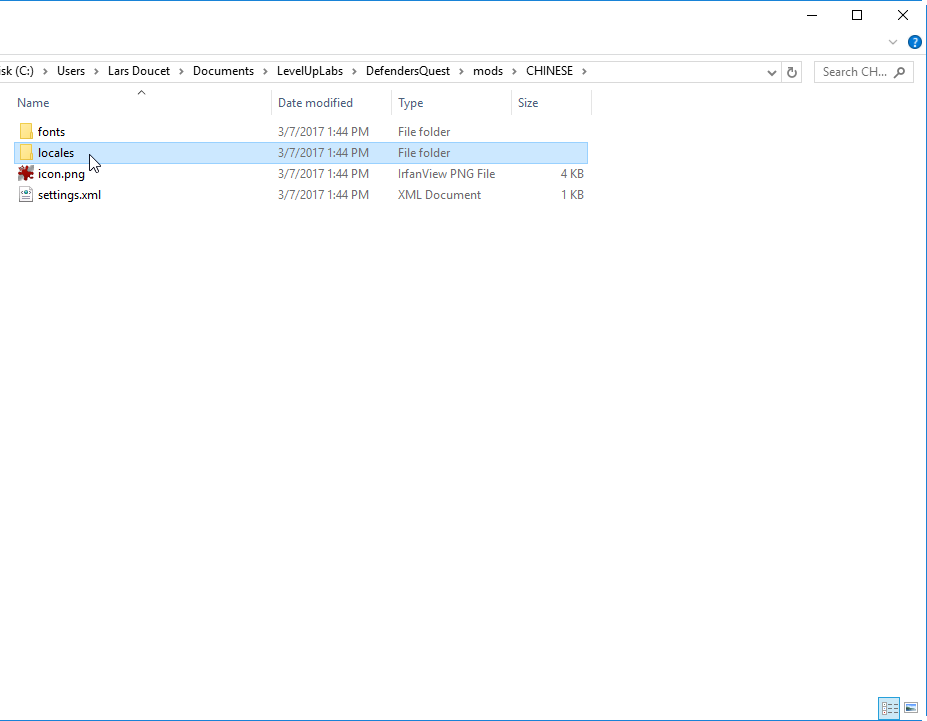 ?
isk (C:) > Users > Lars Doucet > Documents > LevelUpLabs > DefendersQuest > mods > CHINESE >
Search CH...
Name Date modified Type Size
fonts 3/7/2017 1:44 PM File folder
locales 3/7/2017 1:44 PM File folder
icon.png 3/7/2017 1:44 PM IrfanView PNG File 4 KB
settings.xml 3/7/2017 1:44 PM XML Document 1 KB